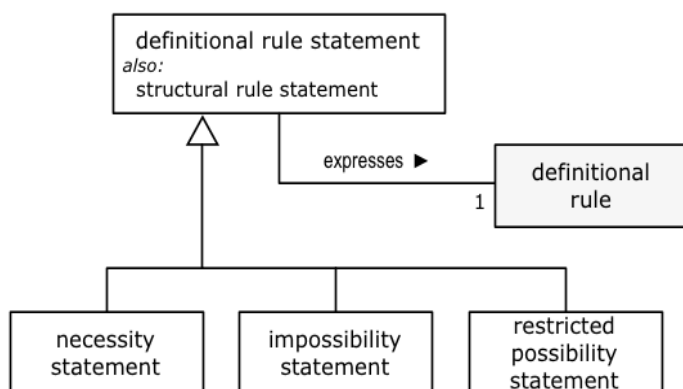 definitional rule statement
also:
structural rule statement
expresses ►
definitional
rule
1
necessity
statement
impossibility
statement
restricted
possibility
statement